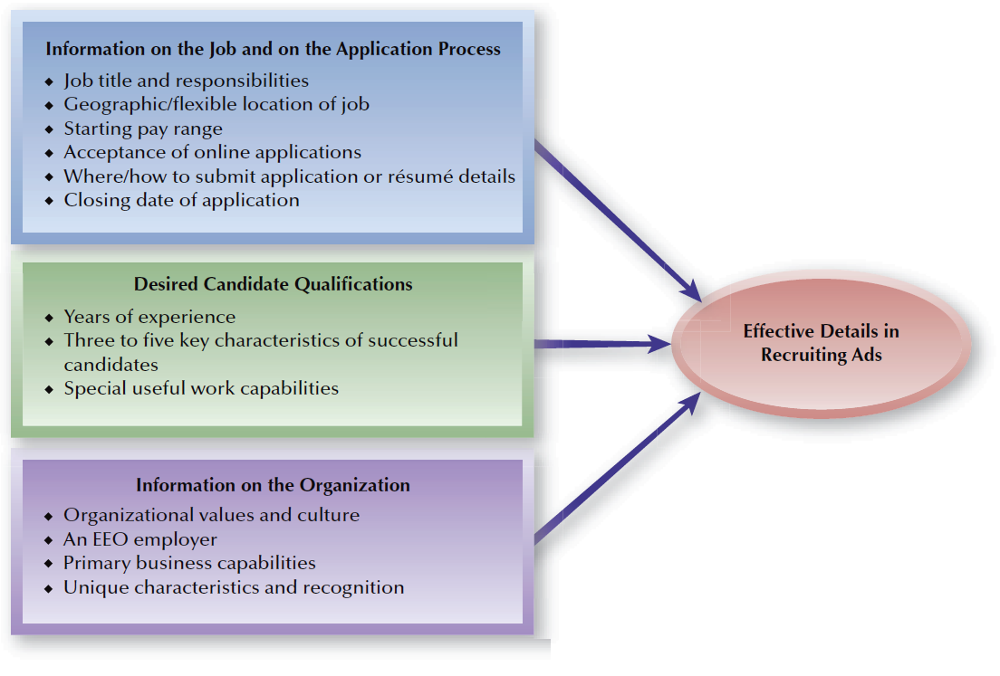 Information on the Job and on the Application Process
◆ Job title and responsibilities
◆ Geographic/flexible location of job
◆ Starting pay range
◆ Acceptance of online applications
◆ Where/how to submit application or résumé details
◆ Closing date of application
Desired Candidate Qualifications
◆ Years of experience
◆ Three to five key characteristics of successful
candidates
◆ Special useful work capabilities
Information on the Organization
◆ Organizational values and culture
◆ An EEO employer
◆ Primary business capabilities
◆ Unique characteristics and recognition
Effective Details in
Recruiting Ads